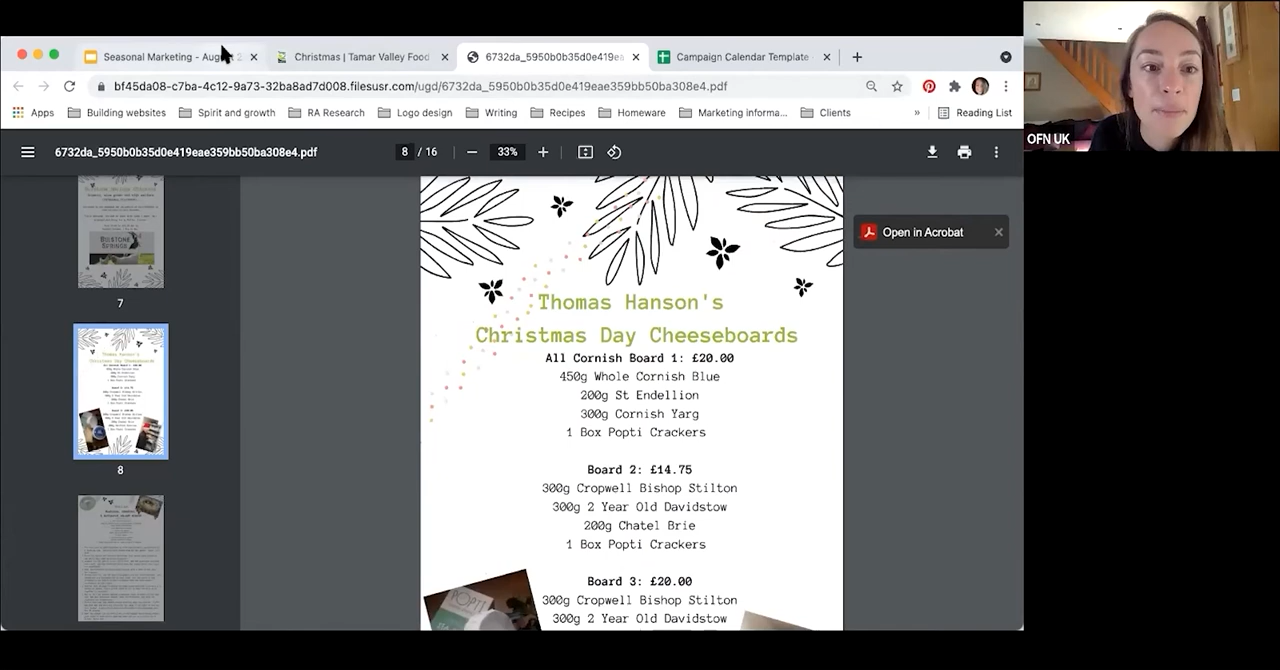 Seasonal Marketing - August 2
Christmas | Tamar Valley Food
6732da_5950b0b35d0e419eae
Campaign Calendar Template
bf45da08-c7ba-4c12-9a73-32ba8ad7d008.filesusr.com/ugd/6732da_5950b0b35d0e419eae359bb50ba308e4.pdf
Apps
Building websites
Spirit and growth
RA Research
Logo design
Writing
Recipes
Homeware
Marketing informa...
Clients
»
Reading List
OFN UK
6732da_5950b0b35d0e419eae359bb50ba308e4.pdf
8 / 16
33%
Open in Acrobat
7
8
Thomas Hanson's
Christmas Day Cheeseboards
All Cornish Board 1: £20.00
450g Whole Cornish Blue
200g St Endellion
300g Cornish Yarg
1 Box Popti Crackers
Board 2: £14.75
300g Cropwell Bishop Stilton
300g 2 Year Old Davidstow
200g Chatel Brie
1 Box Popti Crackers
Board 3: £20.00
Cropwell Bishop Stilton
300g 2 Year Old Davidstow